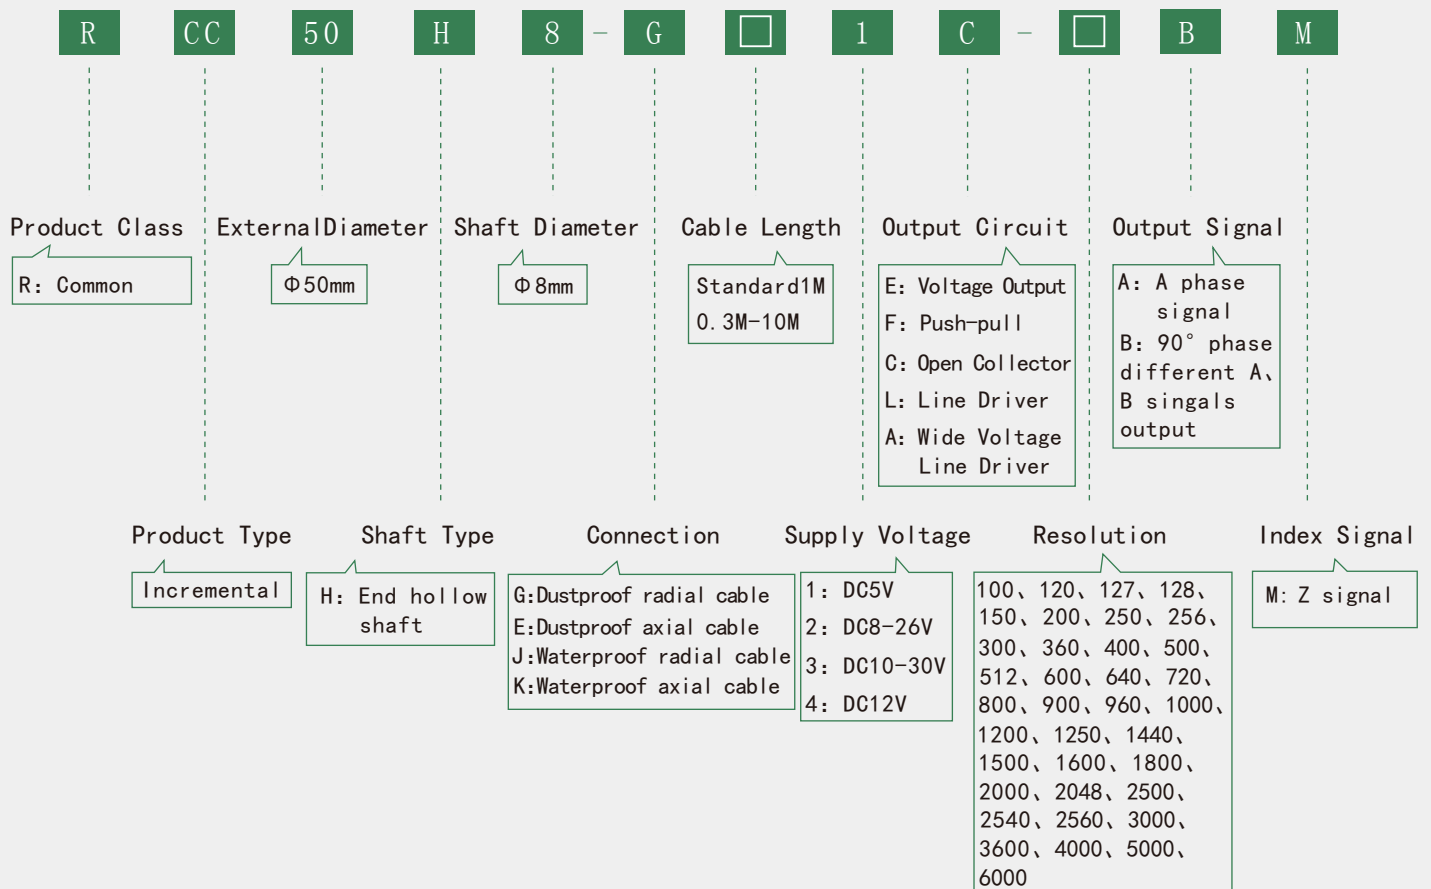 R CC 50 H 8 - G □ 1 C - □ B M
Product Class
R: Common
ExternalDiameter
Φ50mm
Shaft Diameter
Φ8mm
Cable Length
Standard1M
0.3M-10M
Output Circuit
E: Voltage Output
F: Push-pull
C: Open Collector
L: Line Driver
A: Wide Voltage
Line Driver
Output Signal
A: A phase
signal
B: 90° phase
different A、
B singals
output
Product Type
Incremental
Shaft Type
H: End hollow
shaft
Connection
G:Dustproof radial cable
E:Dustproof axial cable
J:Waterproof radial cable
K:Waterproof axial cable
Supply Voltage
1: DC5V
2: DC8-26V
3: DC10-30V
4: DC12V
Resolution
100、120、127、128、
150、200、250、256、
300、360、400、500、
512、600、640、720、
800、900、960、1000、
1200、1250、1440、
1500、1600、1800、
2000、2048、2500、
2540、2560、3000、
3600、4000、5000、
6000
Index Signal
M: Z signal